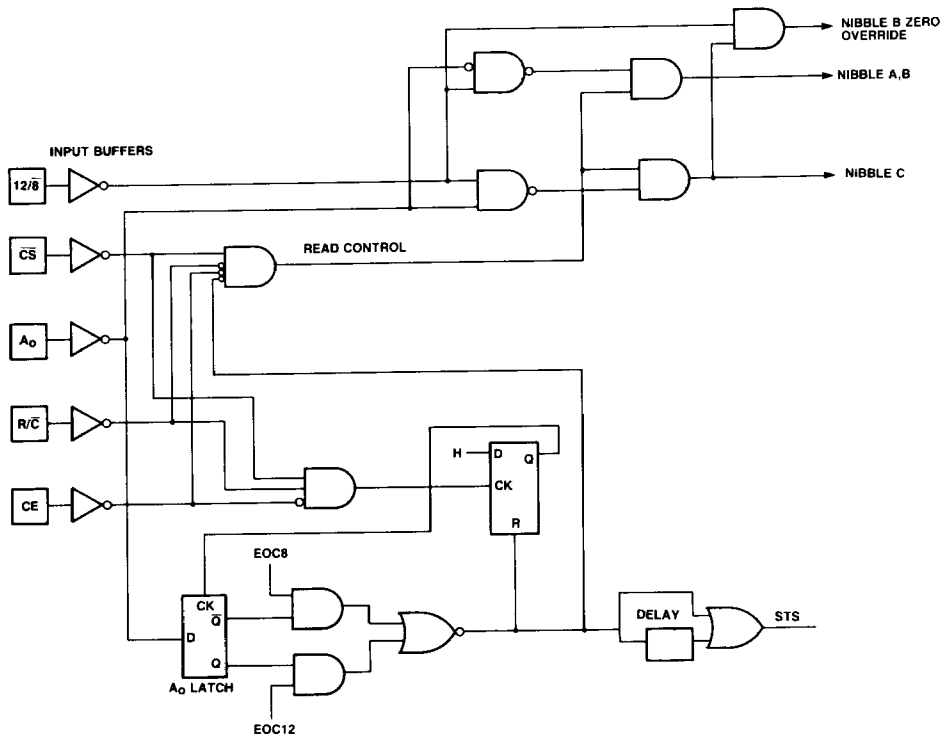 NIBBLE B ZERO
OVERRIDE
NIBBLE A,B
INPUT BUFFERS
12/8̅
NIBBLE C
C̅S̅
READ CONTROL
A₀
R/C̅
H
D
Q
CK
CE
R
EOC8
CK
Q̅
D
DELAY
STS
Q
A₀ LATCH
EOC12